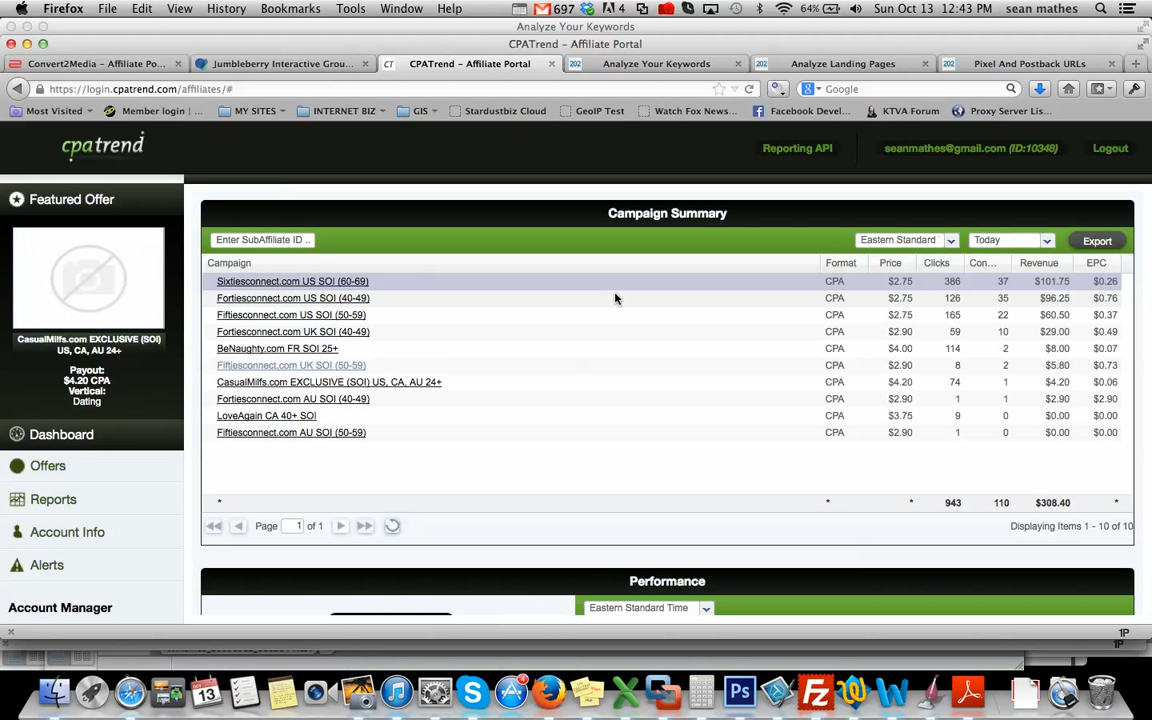 Firefox File Edit View History Bookmarks Tools Window Help 697 4 64% Sun Oct 13 12:43 PM sean mathes
Analyze Your Keywords
CPATrend – Affiliate Portal
Convert2Media – Affiliate Po... × Jumbleberry Interactive Grou... × CT CPATrend – Affiliate Portal × 202 Analyze Your Keywords × 202 Analyze Landing Pages × 202 Pixel And Postback URLs × +
https://login.cpatrend.com/affiliates/# Google
Most Visited Member login | ... MY SITES INTERNET BIZ GIS Stardustbiz Cloud GeoIP Test Watch Fox News... Facebook Devel... KTVA Forum Proxy Server Lis...
cpatrend
Reporting API seanmathes@gmail.com (ID:10348) Logout
Featured Offer
CasualMilfs.com EXCLUSIVE (SOI)
US, CA, AU 24+
Payout:
$4.20 CPA
Vertical:
Dating
Dashboard
Offers
Reports
Account Info
Alerts
Account Manager
Campaign Summary
Enter SubAffiliate ID .. Eastern Standard Today Export
Campaign Format Price Clicks Con... Revenue EPC
Sixtiesconnect.com US SOI (60-69) CPA $2.75 386 37 $101.75 $0.26
Fortiesconnect.com US SOI (40-49) CPA $2.75 126 35 $96.25 $0.76
Fiftiesconnect.com US SOI (50-59) CPA $2.75 165 22 $60.50 $0.37
Fortiesconnect.com UK SOI (40-49) CPA $2.90 59 10 $29.00 $0.49
BeNaughty.com FR SOI 25+ CPA $4.00 114 2 $8.00 $0.07
Fiftiesconnect.com UK SOI (50-59) CPA $2.90 8 2 $5.80 $0.73
CasualMilfs.com EXCLUSIVE (SOI) US, CA, AU 24+ CPA $4.20 74 1 $4.20 $0.06
Fortiesconnect.com AU SOI (40-49) CPA $2.90 1 1 $2.90 $2.90
LoveAgain CA 40+ SOI CPA $3.75 9 0 $0.00 $0.00
Fiftiesconnect.com AU SOI (50-59) CPA $2.90 1 0 $0.00 $0.00
* * * 943 110 $308.40 *
Page 1 of 1 Displaying Items 1 - 10 of 10
Performance
Eastern Standard Time
× 1P
1P
13 4 Ps Fz W